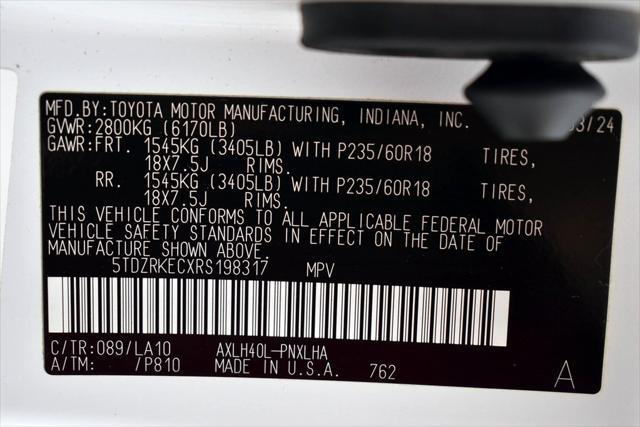 MFD.BY:TOYOTA MOTOR MANUFACTURING, INDIANA, INC. 03/24
GVWR:2800KG (6170LB)
GAWR:FRT. 1545KG (3405LB) WITH P235/60R18 TIRES,
18X7.5J RIMS.
RR. 1545KG (3405LB) WITH P235/60R18 TIRES,
18X7.5J RIMS.
THIS VEHICLE CONFORMS TO ALL APPLICABLE FEDERAL MOTOR
VEHICLE SAFETY STANDARDS IN EFFECT ON THE DATE OF
MANUFACTURE SHOWN ABOVE.
5TDZRKECXRS198317 MPV
C/TR:089/LA10 AXLH40L-PNXLHA
A/TM: /P810 MADE IN U.S.A. 762 A